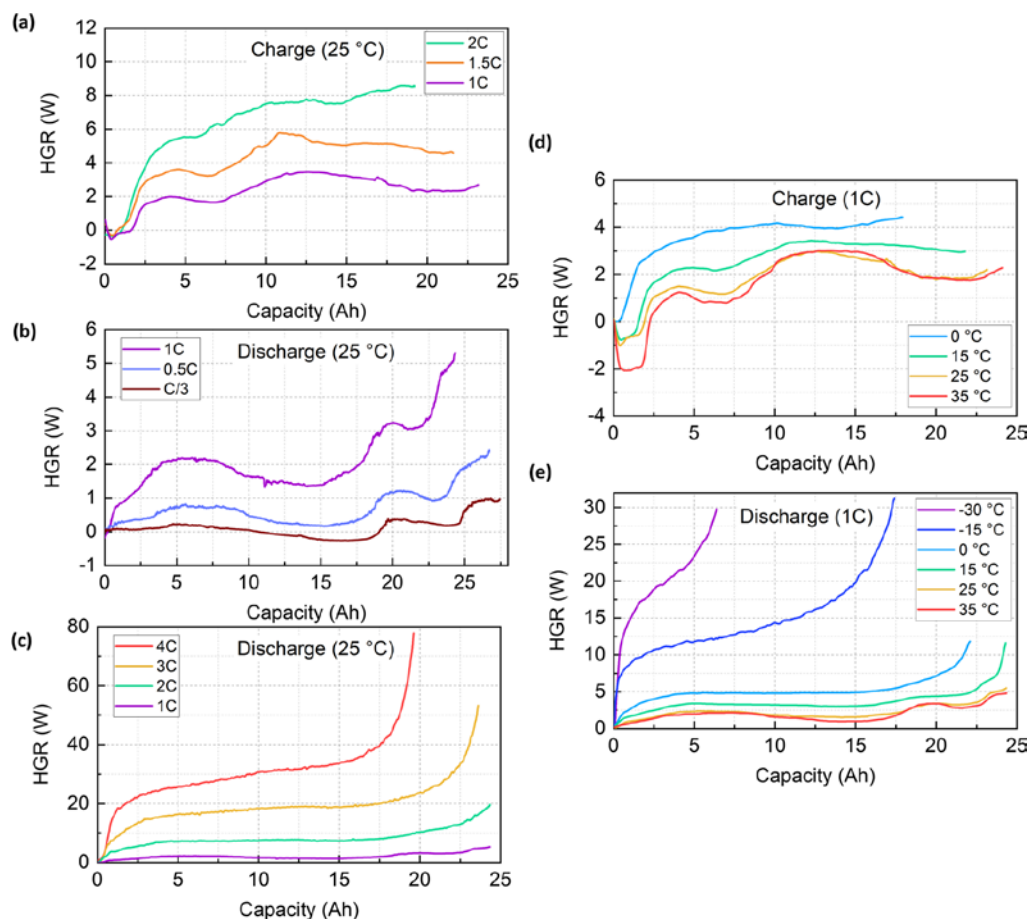 (a)
Charge (25 °C)
2C
1.5C
1C
HGR (W)
12
10
8
6
4
2
0
-2
0 5 10 15 20 25
Capacity (Ah)
(b)
Discharge (25 °C)
1C
0.5C
C/3
HGR (W)
6
5
4
3
2
1
0
-1
0 5 10 15 20 25
Capacity (Ah)
(c)
Discharge (25 °C)
4C
3C
2C
1C
HGR (W)
80
60
40
20
0
0 5 10 15 20 25
Capacity (Ah)
(d)
Charge (1C)
0 °C
15 °C
25 °C
35 °C
HGR (W)
6
4
2
0
-2
-4
0 5 10 15 20 25
Capacity (Ah)
(e)
Discharge (1C)
-30 °C
-15 °C
0 °C
15 °C
25 °C
35 °C
HGR (W)
30
25
20
15
10
5
0
0 5 10 15 20 25
Capacity (Ah)